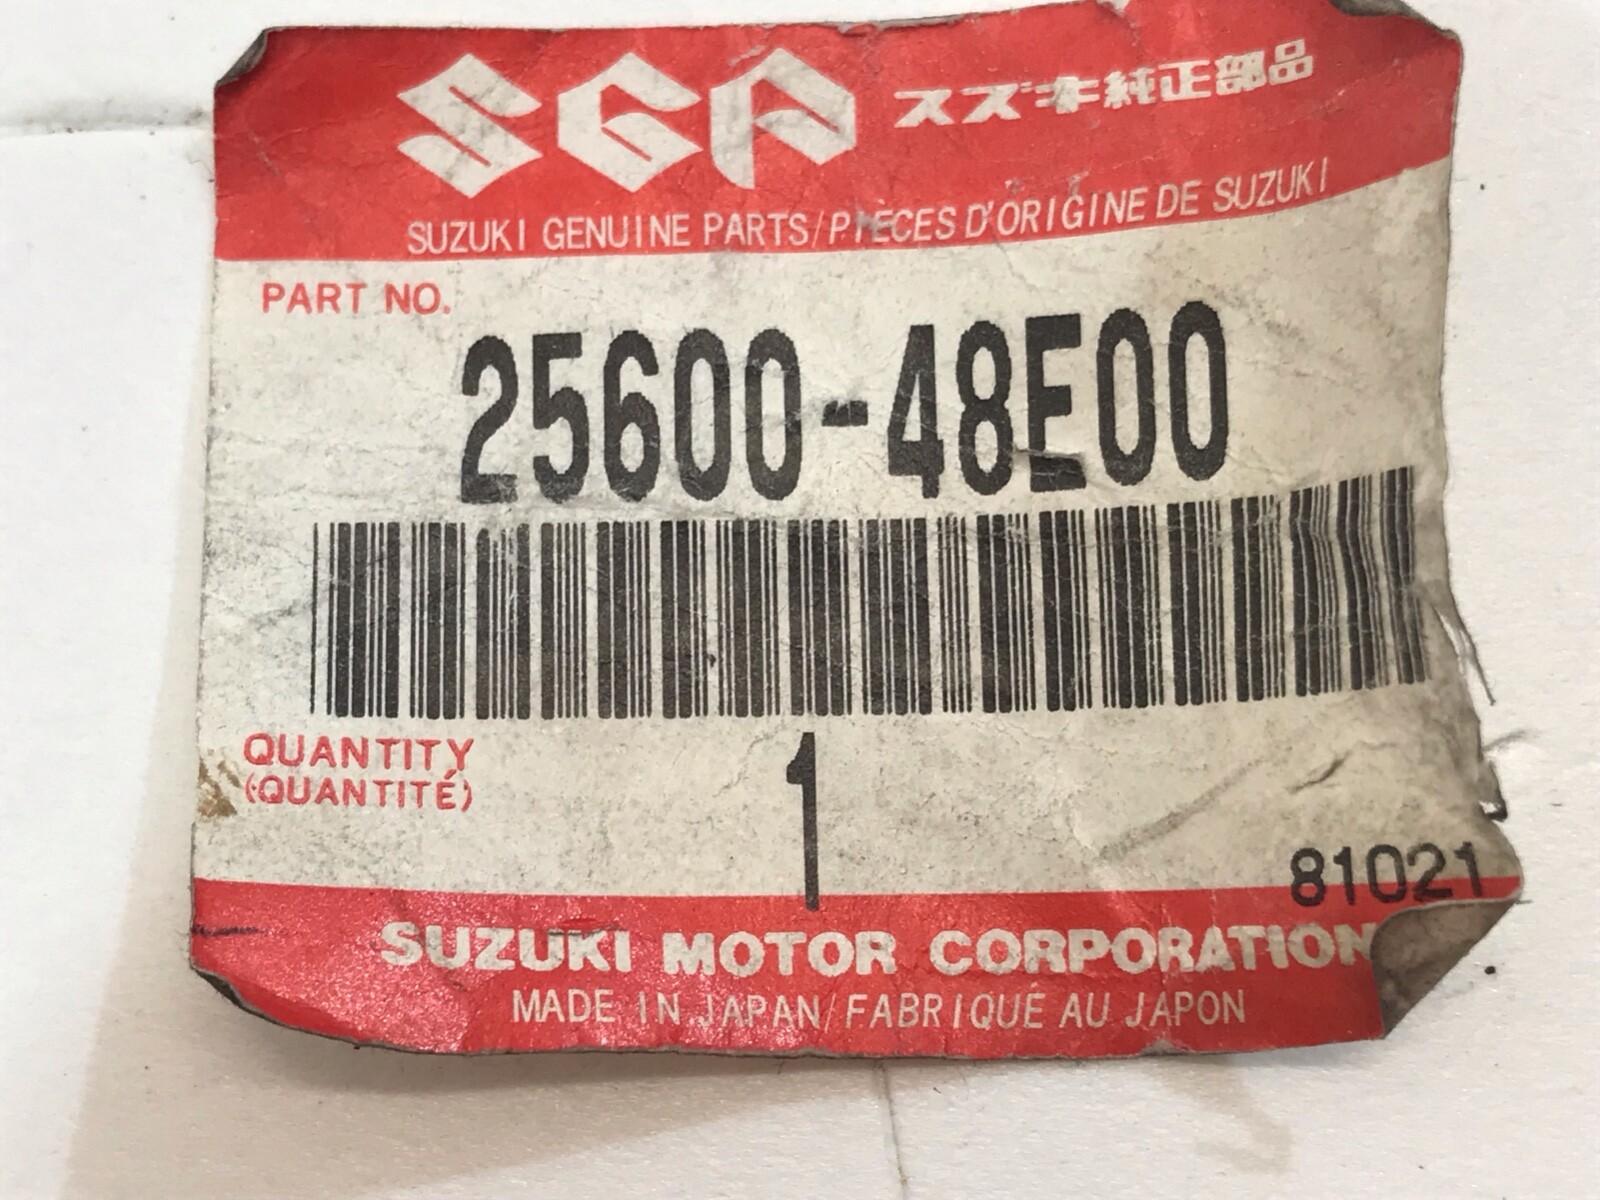 SGP スズキ純正部品
SUZUKI GENUINE PARTS/PIÈCES D'ORIGINE DE SUZUKI
PART NO.
25600-48E00
QUANTITY
(QUANTITÉ)
1
81021
SUZUKI MOTOR CORPORATION
MADE IN JAPAN/FABRIQUÉ AU JAPON